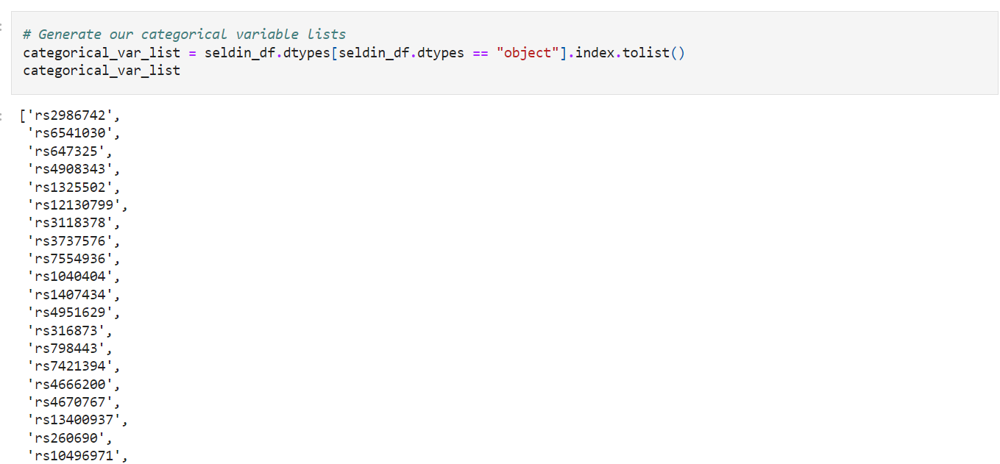 # Generate our categorical variable lists
categorical_var_list = seldin_df.dtypes[seldin_df.dtypes == "object"].index.tolist()
categorical_var_list
['rs2986742',
'rs6541030',
'rs647325',
'rs4908343',
'rs1325502',
'rs12130799',
'rs3118378',
'rs3737576',
'rs7554936',
'rs1040404',
'rs1407434',
'rs4951629',
'rs316873',
'rs798443',
'rs7421394',
'rs4666200',
'rs4670767',
'rs13400937',
'rs260690',
'rs10496971',